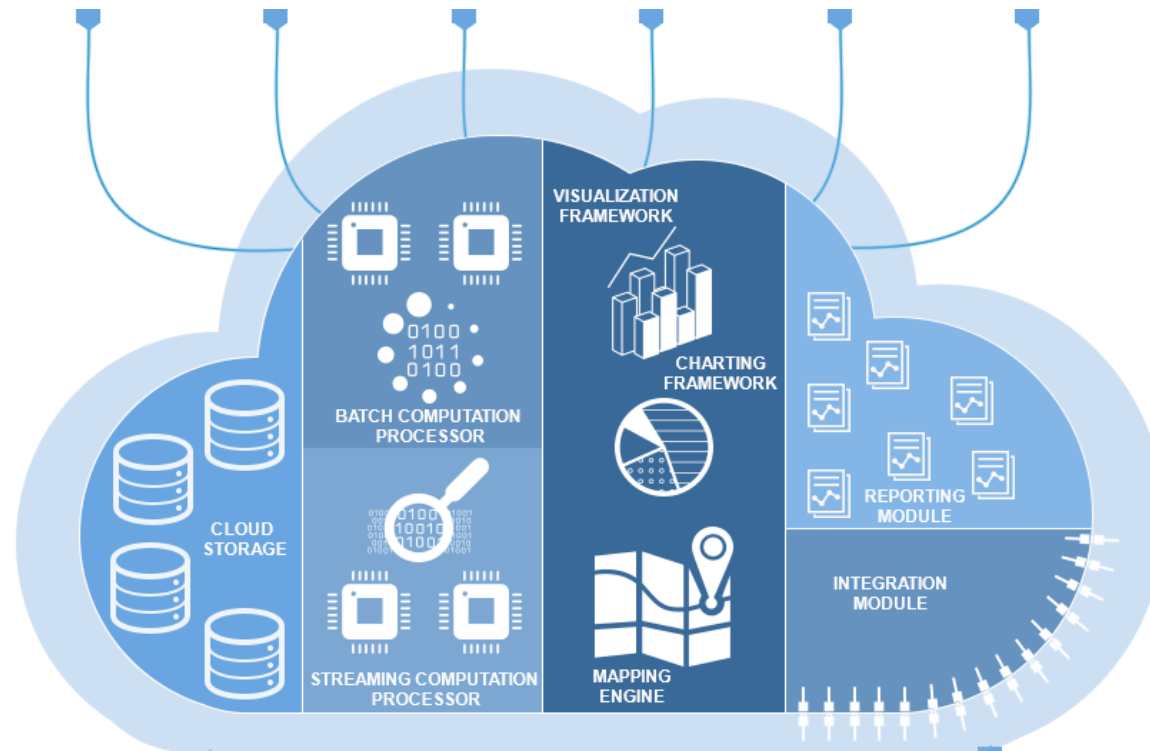 VISUALIZATION
FRAMEWORK
0100
1011
0100
CHARTING
FRAMEWORK
BATCH COMPUTATION
PROCESSOR
REPORTING
MODULE
CLOUD
STORAGE
10010
INTEGRATION
MODULE
STREAMING COMPUTATION
PROCESSOR
MAPPING
ENGINE